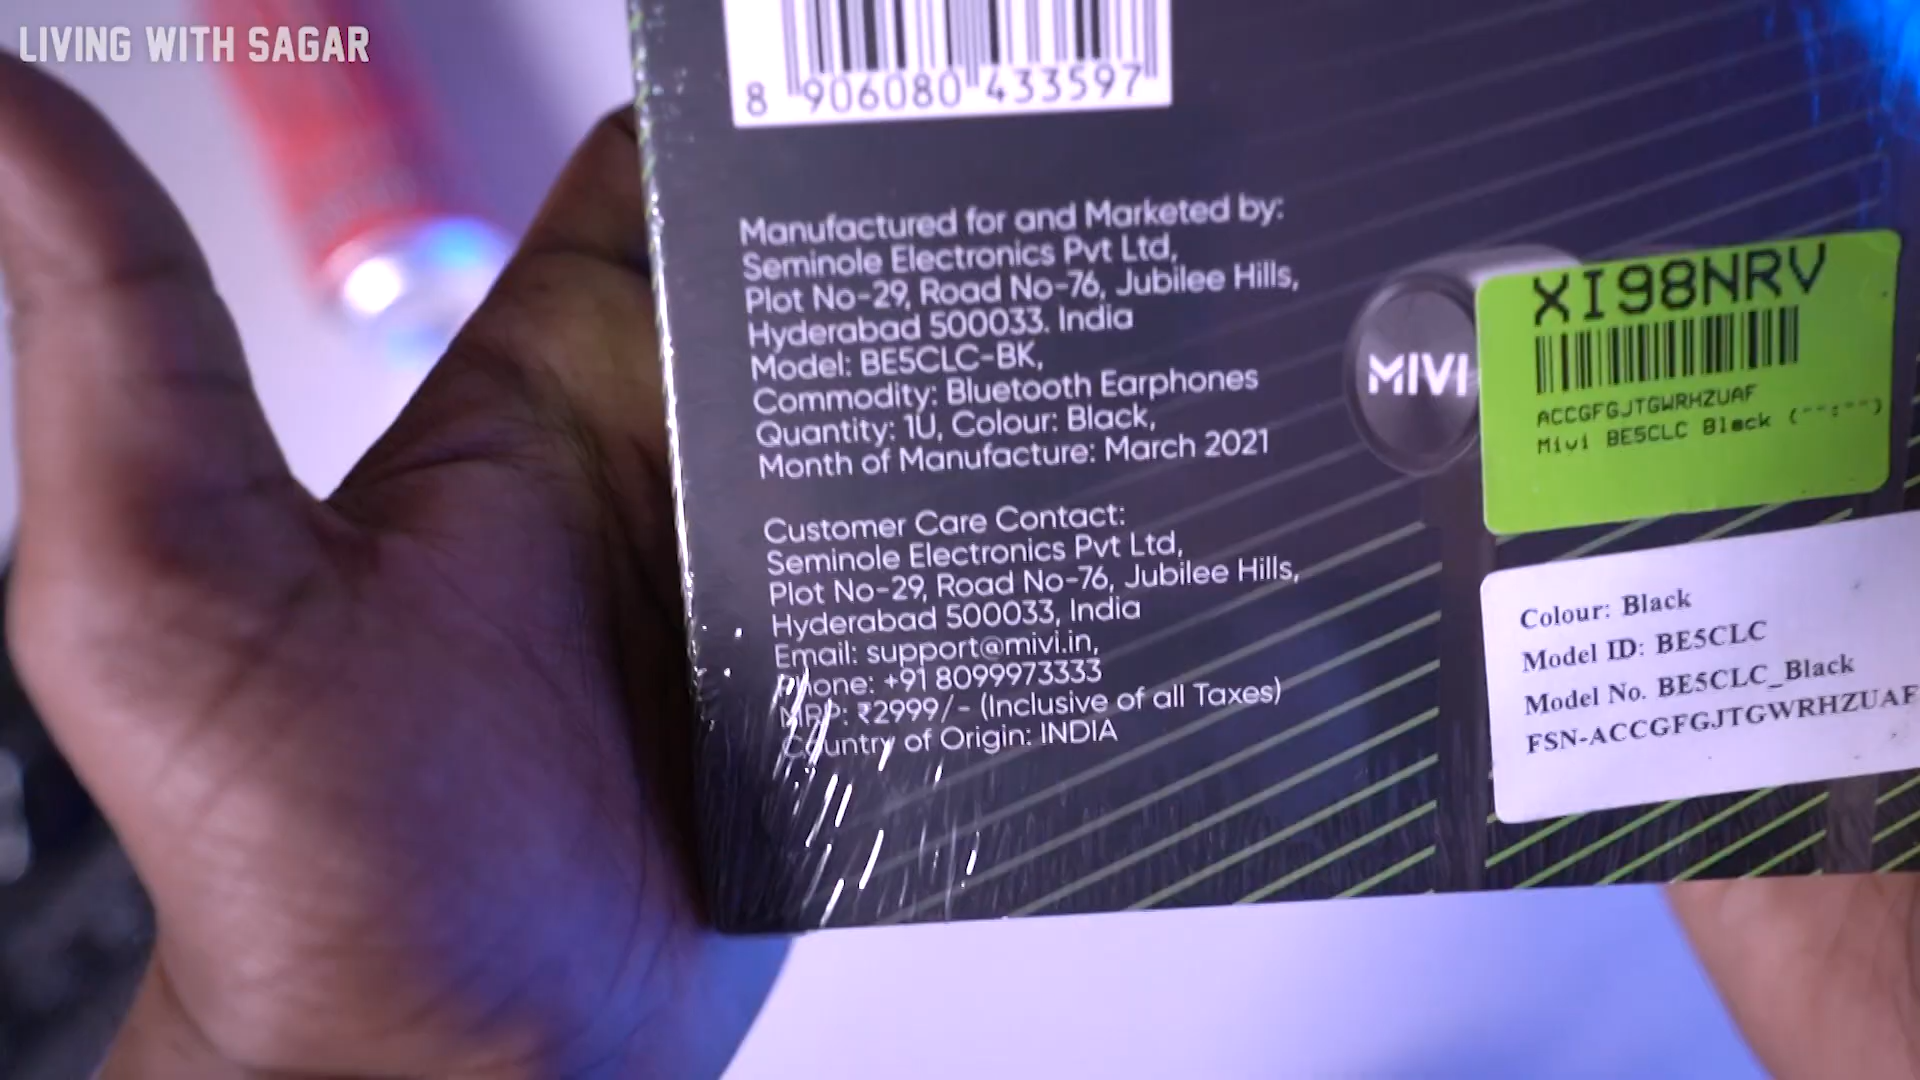 LIVING WITH SAGAR
8 906080 433597
Manufactured for and Marketed by:
Seminole Electronics Pvt Ltd,
Plot No-29, Road No-76, Jubilee Hills,
Hyderabad 500033. India
Model: BE5CLC-BK,
Commodity: Bluetooth Earphones
Quantity: 1U, Colour: Black,
Month of Manufacture: March 2021
Customer Care Contact:
Seminole Electronics Pvt Ltd,
Plot No-29, Road No-76, Jubilee Hills,
Hyderabad 500033, India
Email: support@mivi.in,
Phone: +91 8099973333
MRP: ₹2999/- (Inclusive of all Taxes)
Country of Origin: INDIA
MIVI
XI98NRV
ACCGFGJTGWRHZUAF
Mivi BE5CLC Black (--:--)
Colour: Black
Model ID: BE5CLC
Model No. BE5CLC_Black
FSN-ACCGFGJTGWRHZUAF